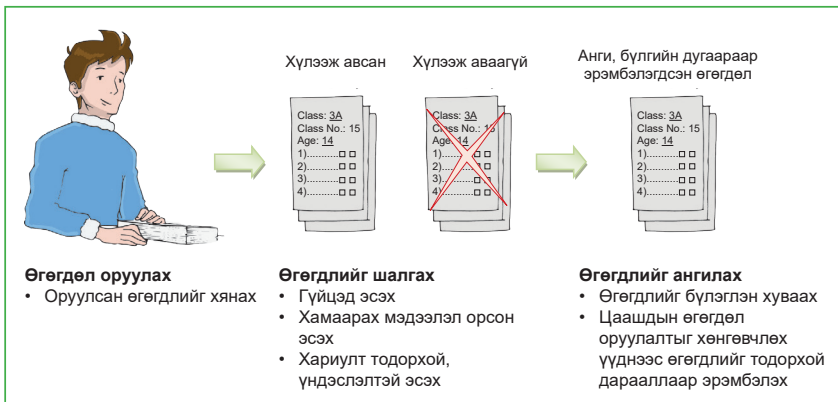 Хүлээж авсан
Хүлээж аваагүй
Анги, бүлгийн дугаараар
эрэмбэлэгдсэн өгөгдөл
Class: 3A
Class No.: 15
Age: 14
1).........
2).........
3).........
4).........
Class: 3A
Class No.: 15
Age: 14
1).........
2).........
3).........
4).........
Class: 3A
Class No.: 15
Age: 14
1).........
2).........
3).........
4).........
Өгөгдөл оруулах
• Оруулсан өгөгдлийг хянах
Өгөгдлийг шалгах
• Гүйцэд эсэх
• Хамаарах мэдээлэл орсон
эсэх
• Хариулт тодорхой,
үндэслэлтэй эсэх
Өгөгдлийг ангилах
• Өгөгдлийг бүлэглэн хуваах
• Цаашдын өгөгдөл
оруулалтыг хөнгөвчлөх
үүднээс өгөгдлийг тодорхой
дарааллаар эрэмбэлэх